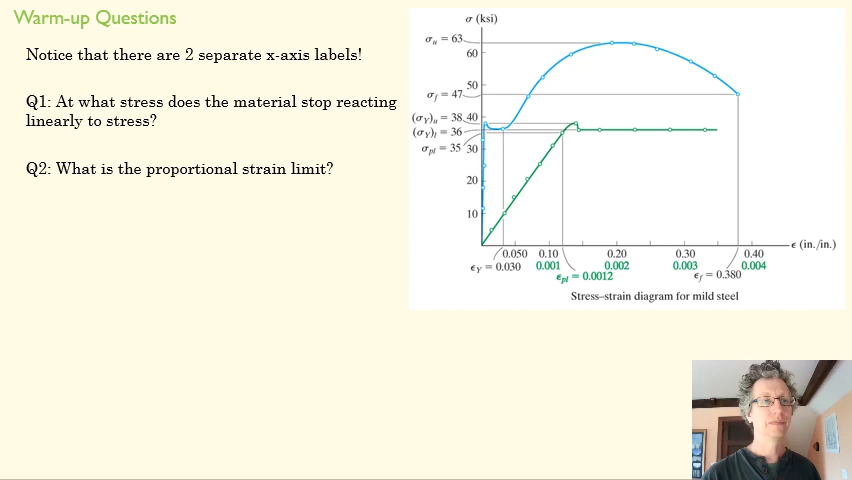 Warm-up Questions
Notice that there are 2 separate x-axis labels!
Q1: At what stress does the material stop reacting
linearly to stress?
Q2: What is the proportional strain limit?
σ (ksi)
σu = 63
60
50
σf = 47
(σY)u = 38
40
(σY)l = 36
σpl = 35
30
20
10
0.050 0.10 0.20 0.30 0.40
ϵ (in./in.)
ϵY = 0.030 0.001 0.002 0.003 0.004
ϵpl = 0.0012 ϵf = 0.380
Stress–strain diagram for mild steel